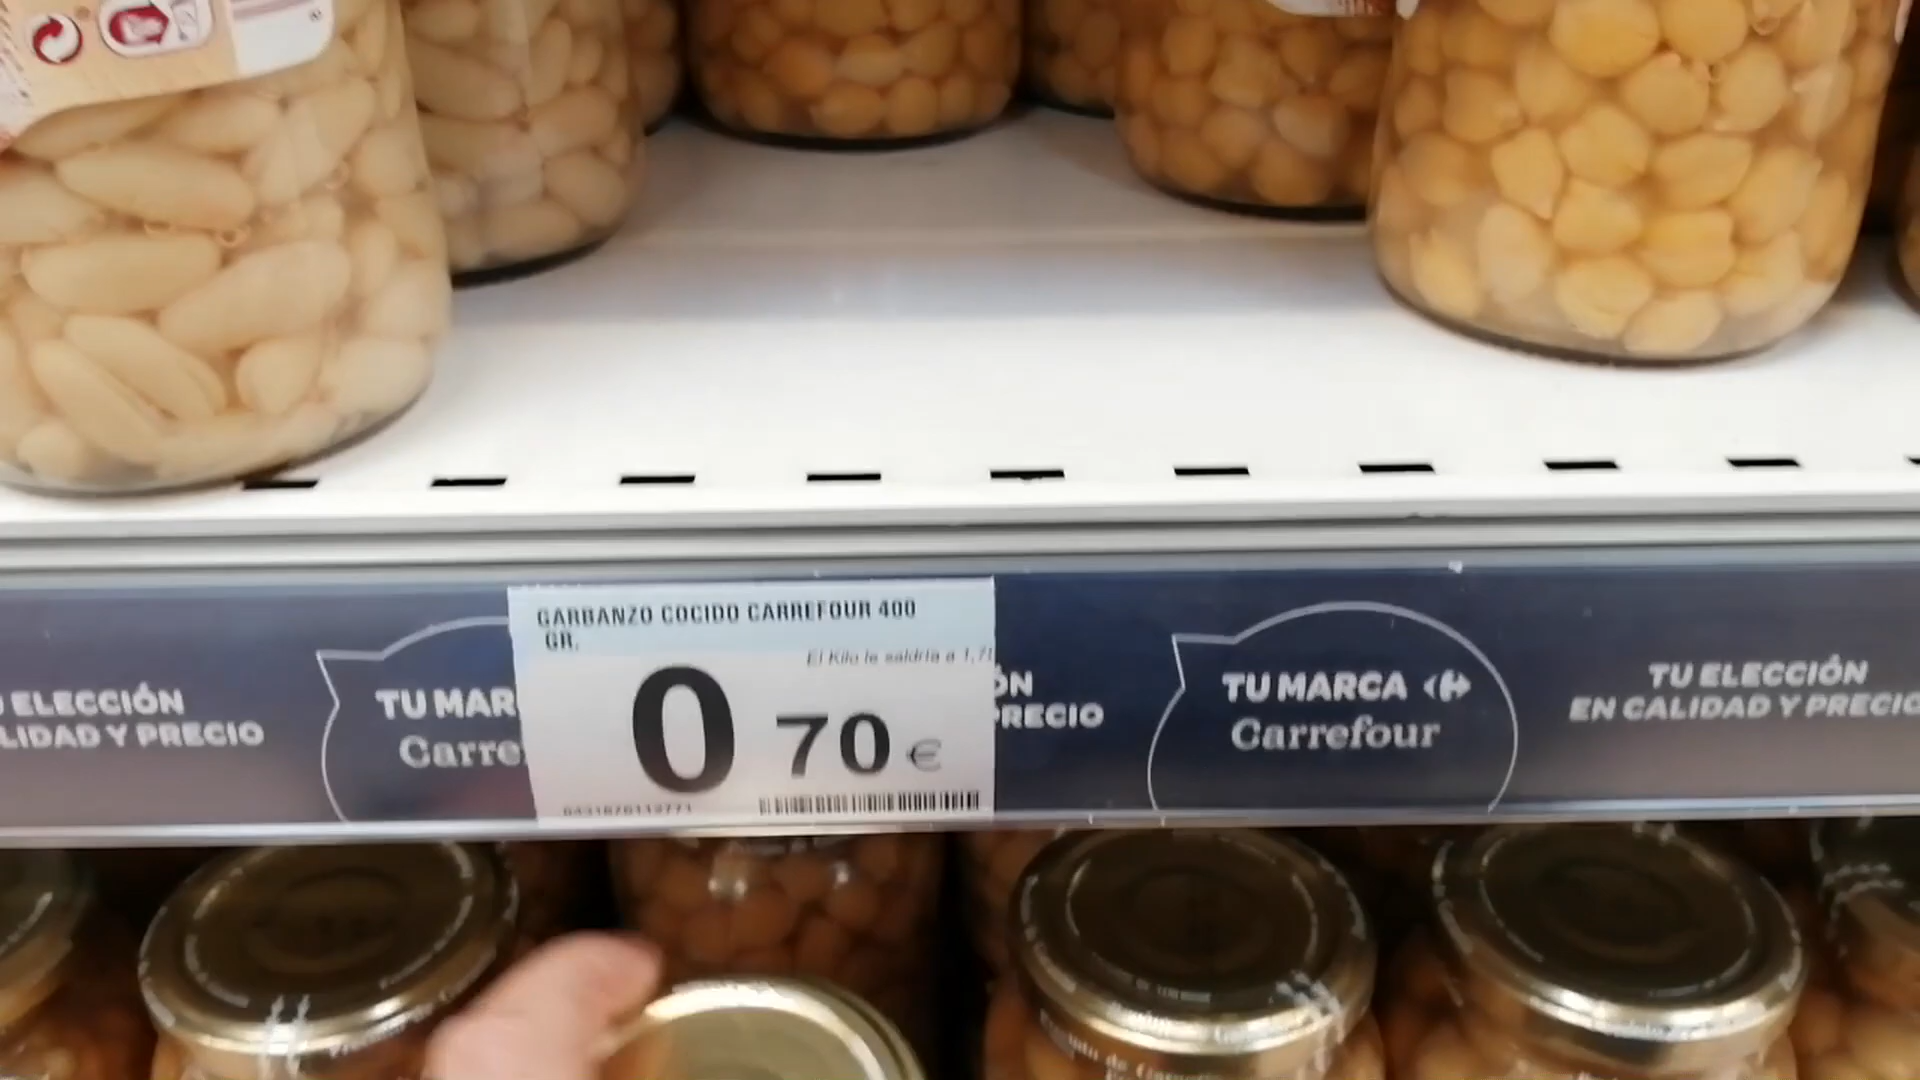 GARBANZO COCIDO CARREFOUR 400
GR.
El Kilo le saldría a 1,71
0 70 €
U ELECCIÓN
LIDAD Y PRECIO
TU MAR
Carre
ÓN
PRECIO
TU MARCA
Carrefour
TU ELECCIÓN
EN CALIDAD Y PRECIO